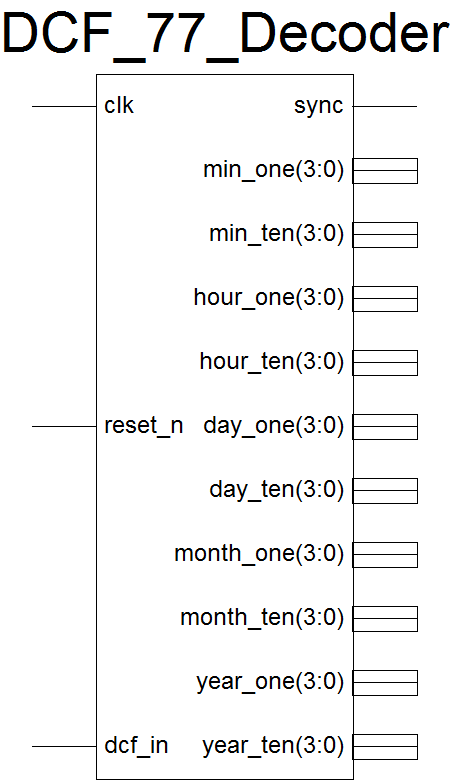 DCF_77_Decoder
clk sync
min_one(3:0)
min_ten(3:0)
hour_one(3:0)
hour_ten(3:0)
reset_n day_one(3:0)
day_ten(3:0)
month_one(3:0)
month_ten(3:0)
year_one(3:0)
dcf_in year_ten(3:0)